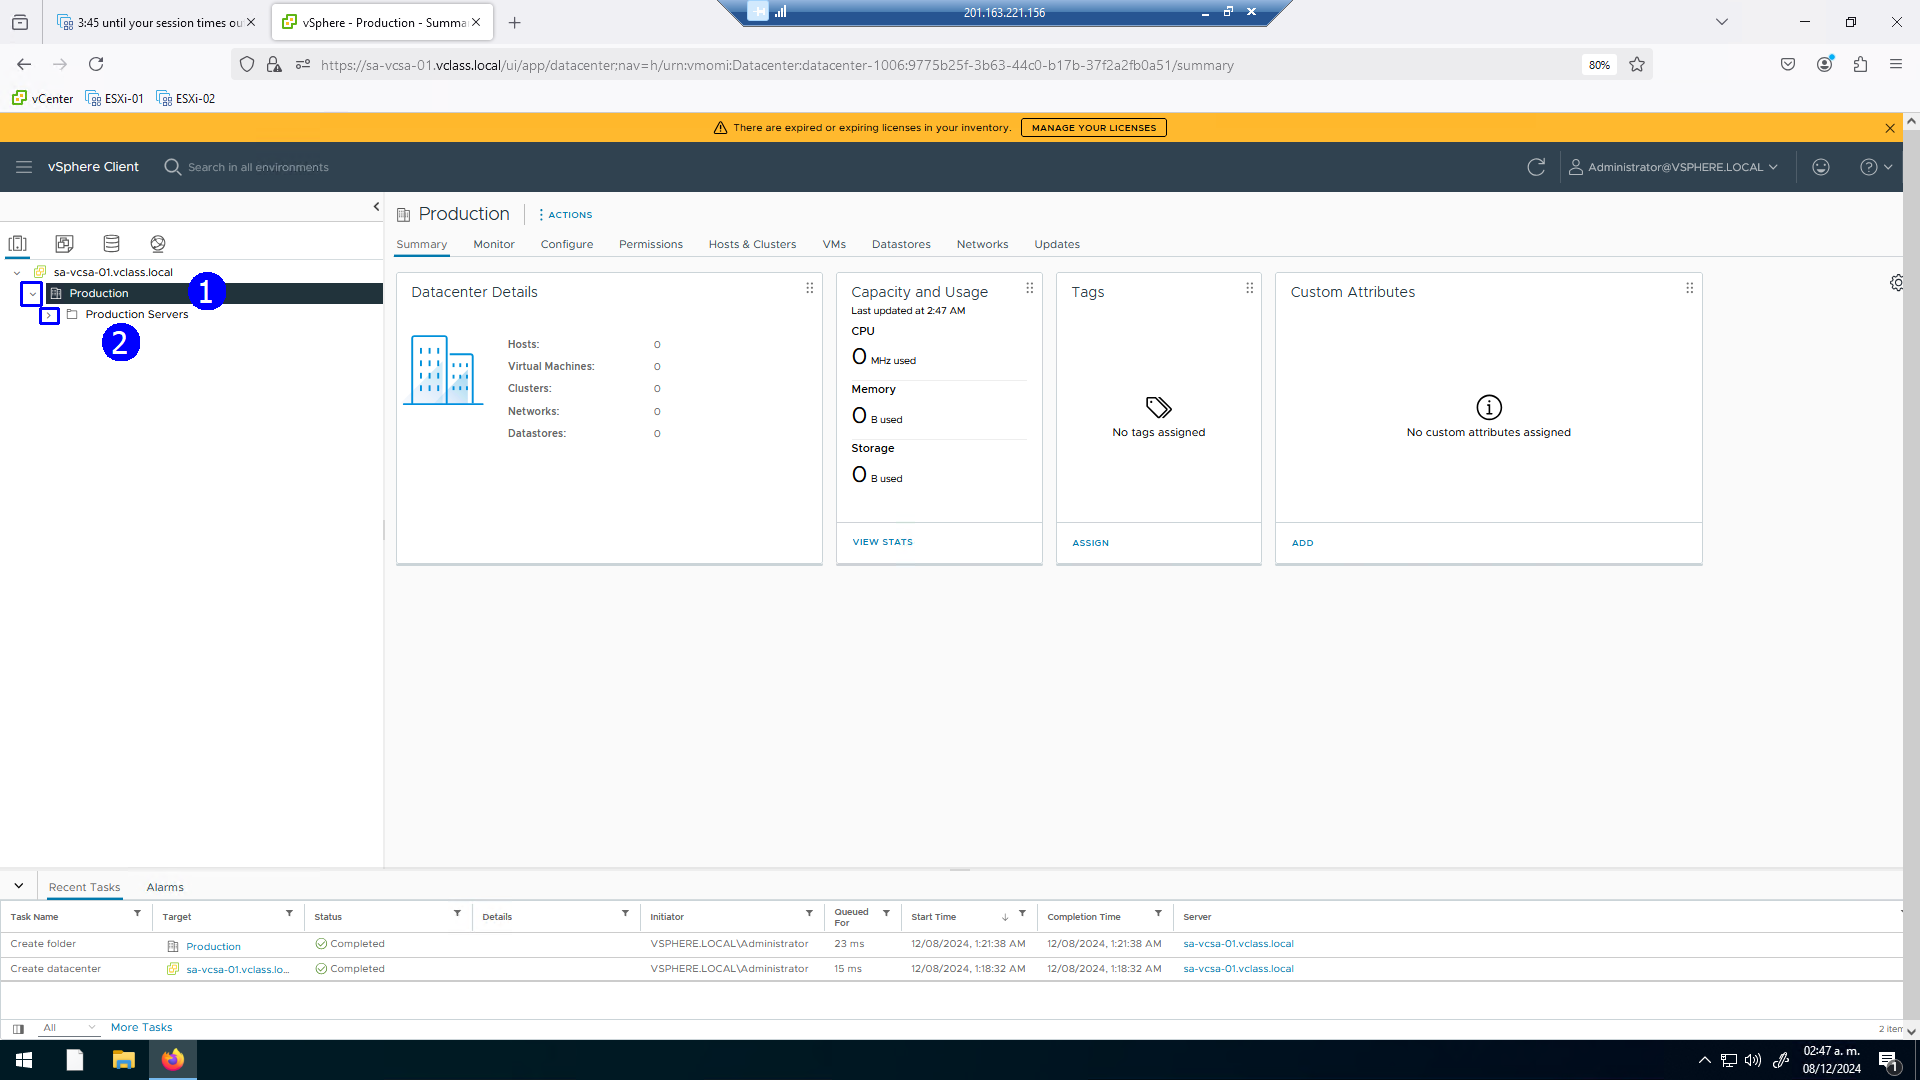 3:45 until your session times ou
vSphere - Production - Summa
201.163.221.156
https://sa-vcsa-01.vclass.local/ui/app/datacenter;nav=h/urn:vmomi:Datacenter:datacenter-1006:9775b25f-3b63-44c0-b17b-37f2a2fb0a51/summary
80%
vCenter
ESXi-01
ESXi-02
There are expired or expiring licenses in your inventory.
MANAGE YOUR LICENSES
vSphere Client
Search in all environments
Administrator@VSPHERE.LOCAL
Production
ACTIONS
Summary
Monitor
Configure
Permissions
Hosts & Clusters
VMs
Datastores
Networks
Updates
sa-vcsa-01.vclass.local
Production
1
Production Servers
2
Datacenter Details
Hosts: 0
Virtual Machines: 0
Clusters: 0
Networks: 0
Datastores: 0
Capacity and Usage
Last updated at 2:47 AM
CPU
0 MHz used
Memory
0 B used
Storage
0 B used
VIEW STATS
Tags
No tags assigned
ASSIGN
Custom Attributes
No custom attributes assigned
ADD
Recent Tasks
Alarms
Task Name
Target
Status
Details
Initiator
Queued
For
Start Time
Completion Time
Server
Create folder
Production
Completed
VSPHERE.LOCAL\Administrator
23 ms
12/08/2024, 1:21:38 AM
12/08/2024, 1:21:38 AM
sa-vcsa-01.vclass.local
Create datacenter
sa-vcsa-01.vclass.lo...
Completed
VSPHERE.LOCAL\Administrator
15 ms
12/08/2024, 1:18:32 AM
12/08/2024, 1:18:32 AM
sa-vcsa-01.vclass.local
All
More Tasks
2 item
02:47 a. m.
08/12/2024
1